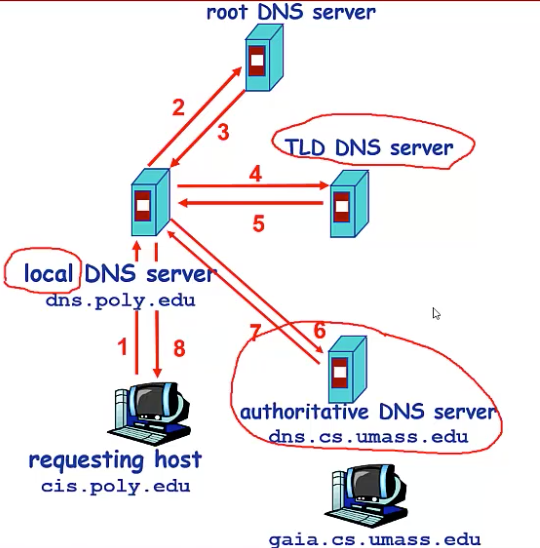 root DNS server
2
3
TLD DNS server
4
5
local DNS server
dns.poly.edu
1
8
7
6
authoritative DNS server
dns.cs.umass.edu
requesting host
cis.poly.edu
gaia.cs.umass.edu